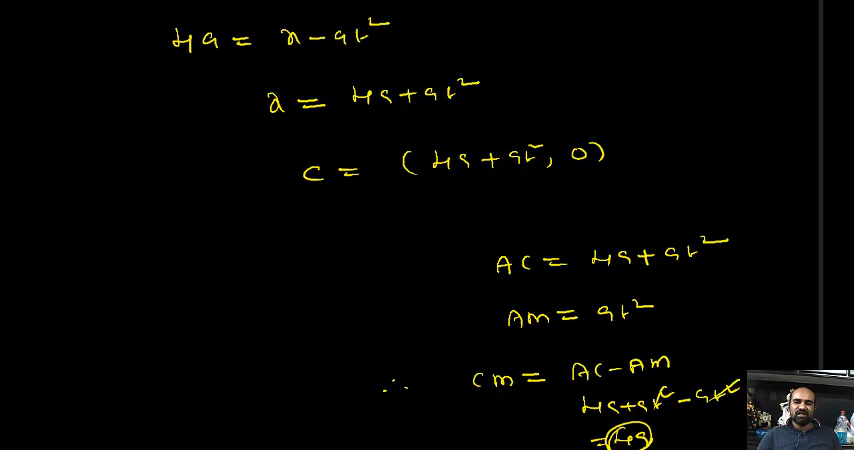 4a = x - at²
x = 4a + at²
C = (4a + at², 0)
AC = 4a + at²
AM = at²
∴ CM = AC - AM
4a + at² - at²
= 4a